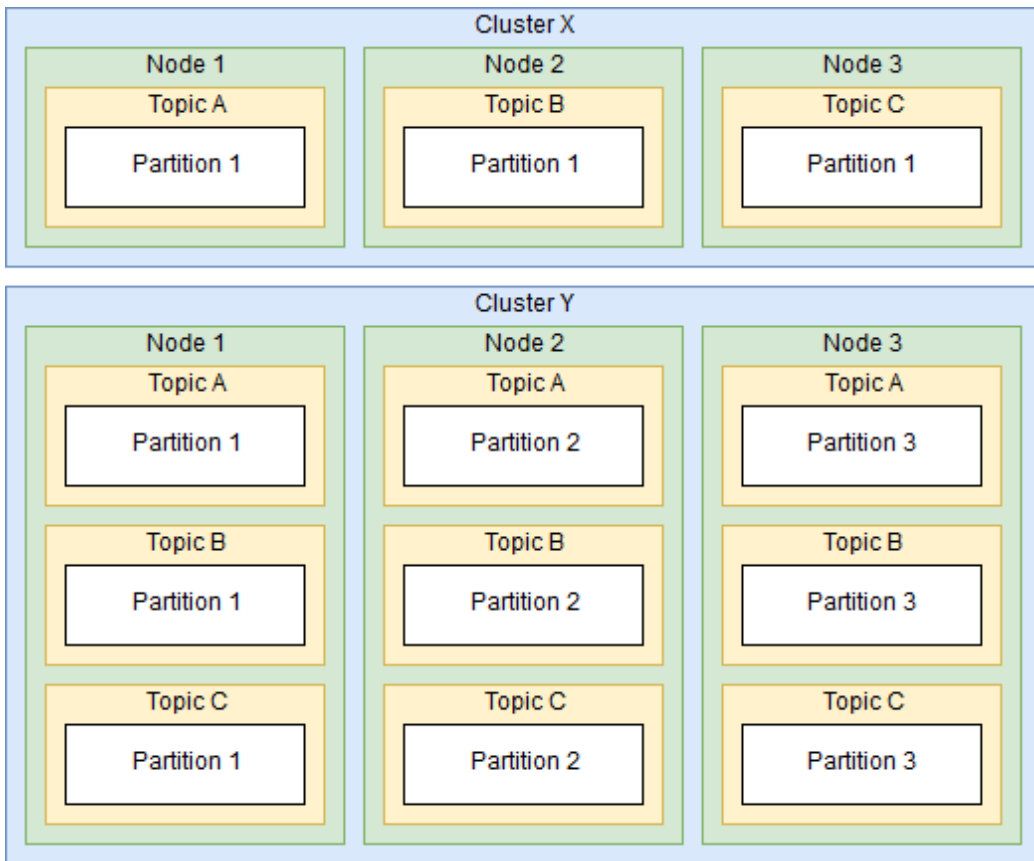 Cluster X
Node 1
Node 2
Node 3
Topic A
Topic B
Topic C
Partition 1
Partition 1
Partition 1
Cluster Y
Node 1
Node 2
Node 3
Topic A
Topic A
Topic A
Partition 1
Partition 2
Partition 3
Topic B
Topic B
Topic B
Partition 1
Partition 2
Partition 3
Topic C
Topic C
Topic C
Partition 1
Partition 2
Partition 3